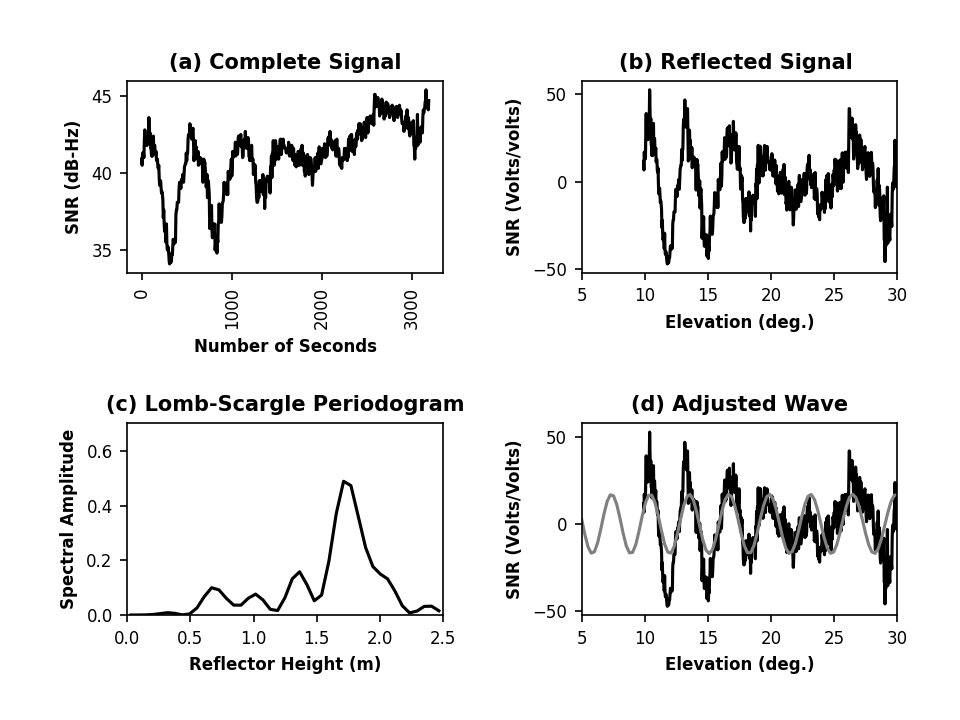 (a) Complete Signal
SNR (dB-Hz)
45
40
35
0
1000
2000
3000
Number of Seconds
(b) Reflected Signal
SNR (Volts/volts)
50
0
−50
5 10 15 20 25 30
Elevation (deg.)
(c) Lomb-Scargle Periodogram
Spectral Amplitude
0.6
0.4
0.2
0.0
0.0 0.5 1.0 1.5 2.0 2.5
Reflector Height (m)
(d) Adjusted Wave
SNR (Volts/Volts)
50
0
−50
5 10 15 20 25 30
Elevation (deg.)